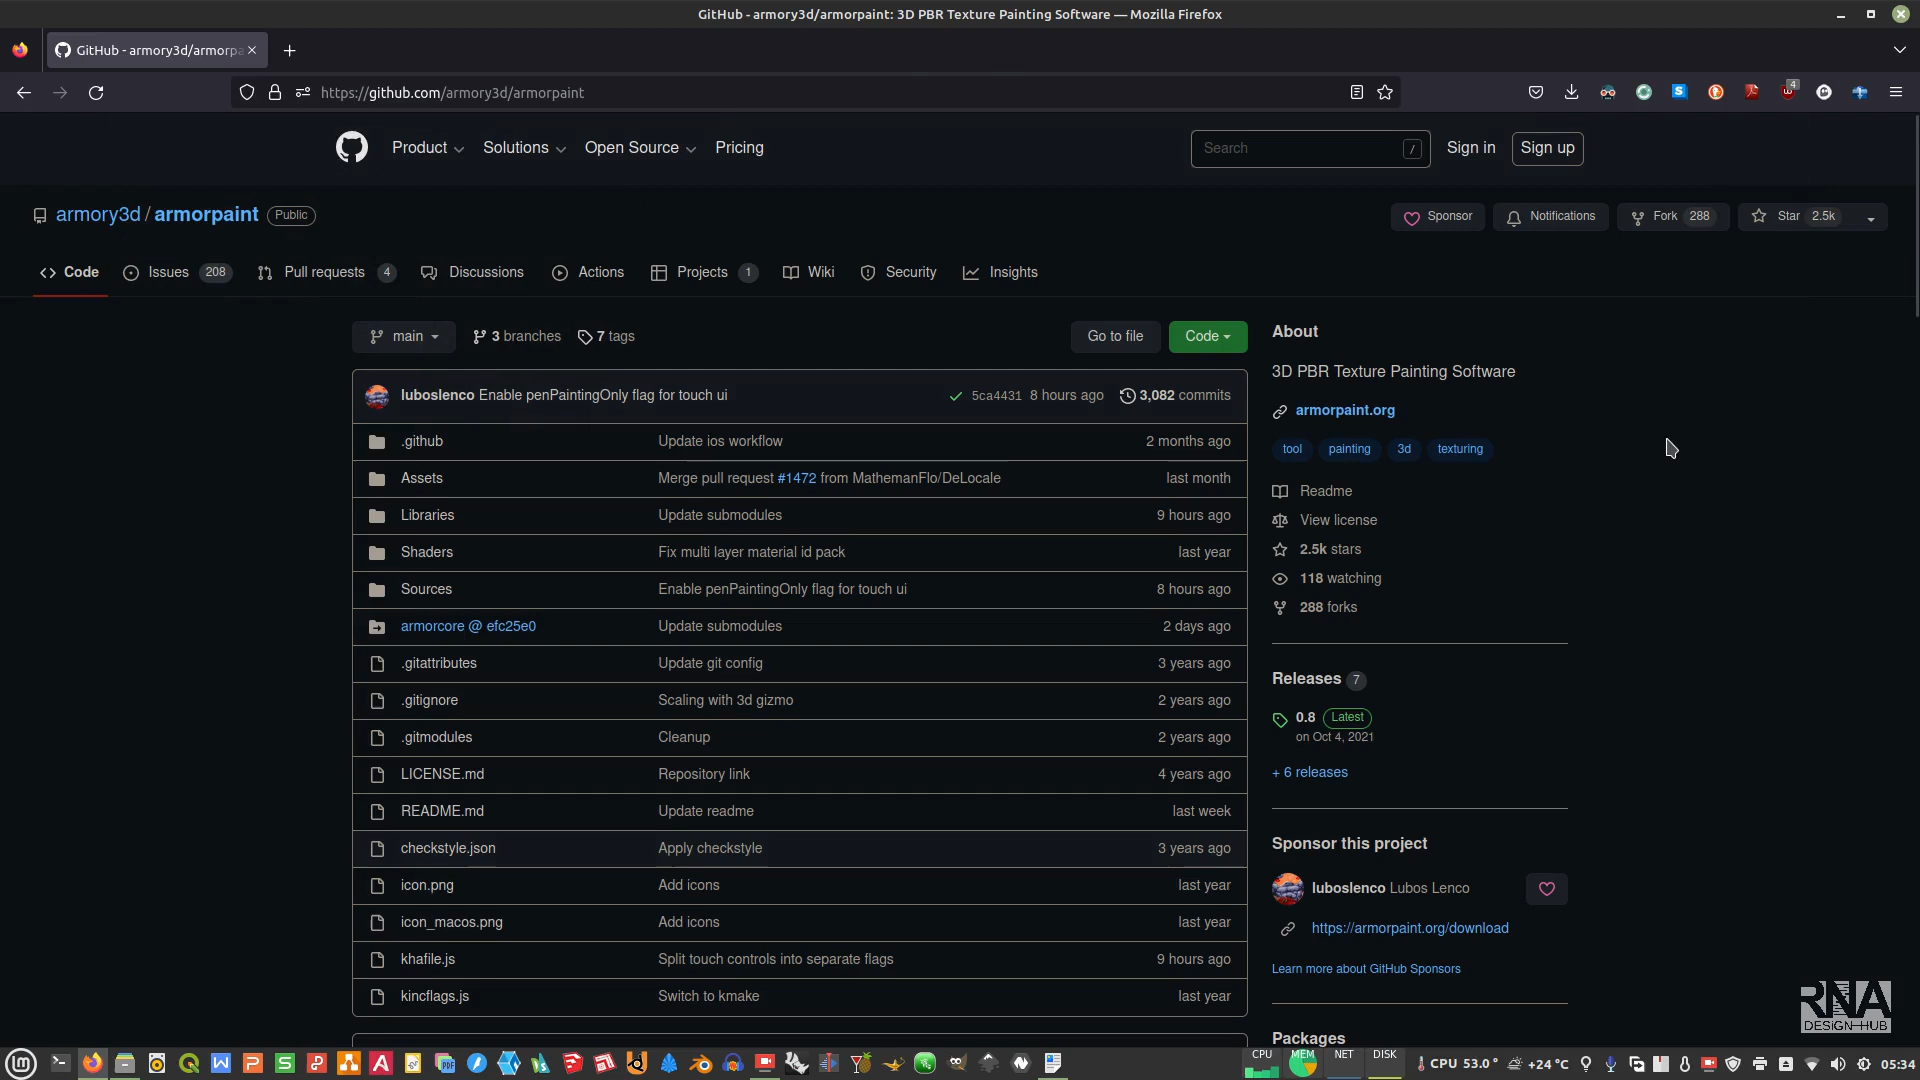 GitHub - armory3d/armorpaint: 3D PBR Texture Painting Software — Mozilla Firefox
GitHub - armory3d/armorpa
https://github.com/armory3d/armorpaint
4
Product Solutions Open Source Pricing
Search /
Sign in Sign up
armory3d / armorpaint Public
Sponsor Notifications Fork 288 Star 2.5k
Code Issues 208 Pull requests 4 Discussions Actions Projects 1 Wiki Security Insights
main 3 branches 7 tags Go to file Code
luboslenco Enable penPaintingOnly flag for touch ui 5ca4431 8 hours ago 3,082 commits
.github Update ios workflow 2 months ago
Assets Merge pull request #1472 from MathemanFlo/DeLocale last month
Libraries Update submodules 9 hours ago
Shaders Fix multi layer material id pack last year
Sources Enable penPaintingOnly flag for touch ui 8 hours ago
armorcore @ efc25e0 Update submodules 2 days ago
.gitattributes Update git config 3 years ago
.gitignore Scaling with 3d gizmo 2 years ago
.gitmodules Cleanup 2 years ago
LICENSE.md Repository link 4 years ago
README.md Update readme last week
checkstyle.json Apply checkstyle 3 years ago
icon.png Add icons last year
icon_macos.png Add icons last year
khafile.js Split touch controls into separate flags 9 hours ago
kincflags.js Switch to kmake last year
About
3D PBR Texture Painting Software
armorpaint.org
tool painting 3d texturing
Readme
View license
2.5k stars
118 watching
288 forks
Releases 7
0.8 Latest
on Oct 4, 2021
+ 6 releases
Sponsor this project
luboslenco Lubos Lenco
https://armorpaint.org/download
Learn more about GitHub Sponsors
Packages
RNA
DESIGN-HUB
CPU MEM NET DISK CPU 53.0° +24 °C 05:34